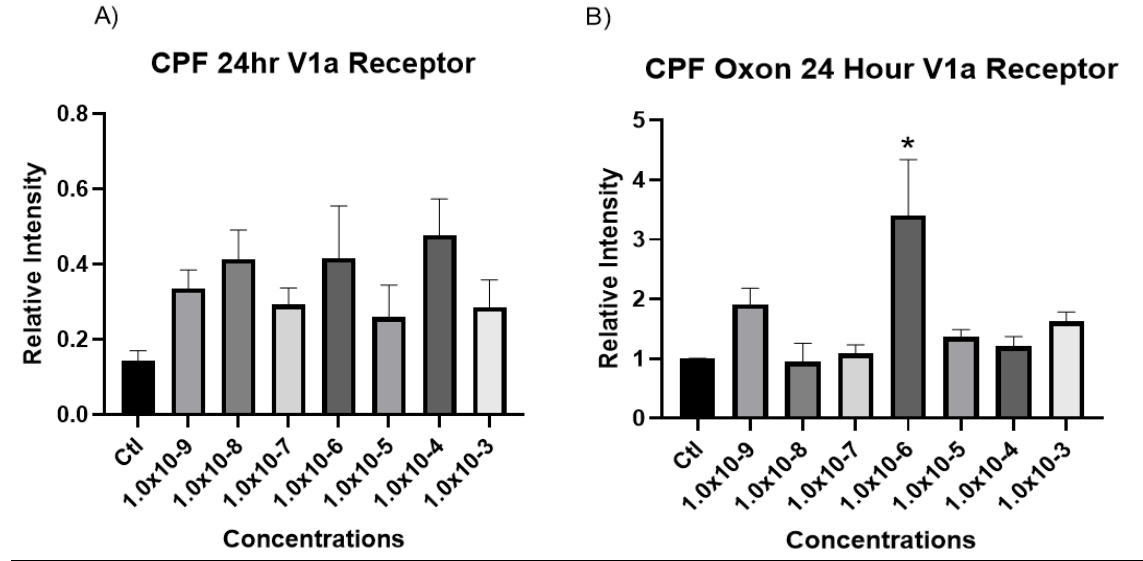 A)
CPF 24hr V1a Receptor
Relative Intensity
0.8
0.6
0.4
0.2
0.0
Ctl
1.0x10-9
1.0x10-8
1.0x10-7
1.0x10-6
1.0x10-5
1.0x10-4
1.0x10-3
Concentrations
B)
CPF Oxon 24 Hour V1a Receptor
Relative Intensity
5
4
3
2
1
0
*
Ctl
1.0x10-9
1.0x10-8
1.0x10-7
1.0x10-6
1.0x10-5
1.0x10-4
1.0x10-3
Concentrations